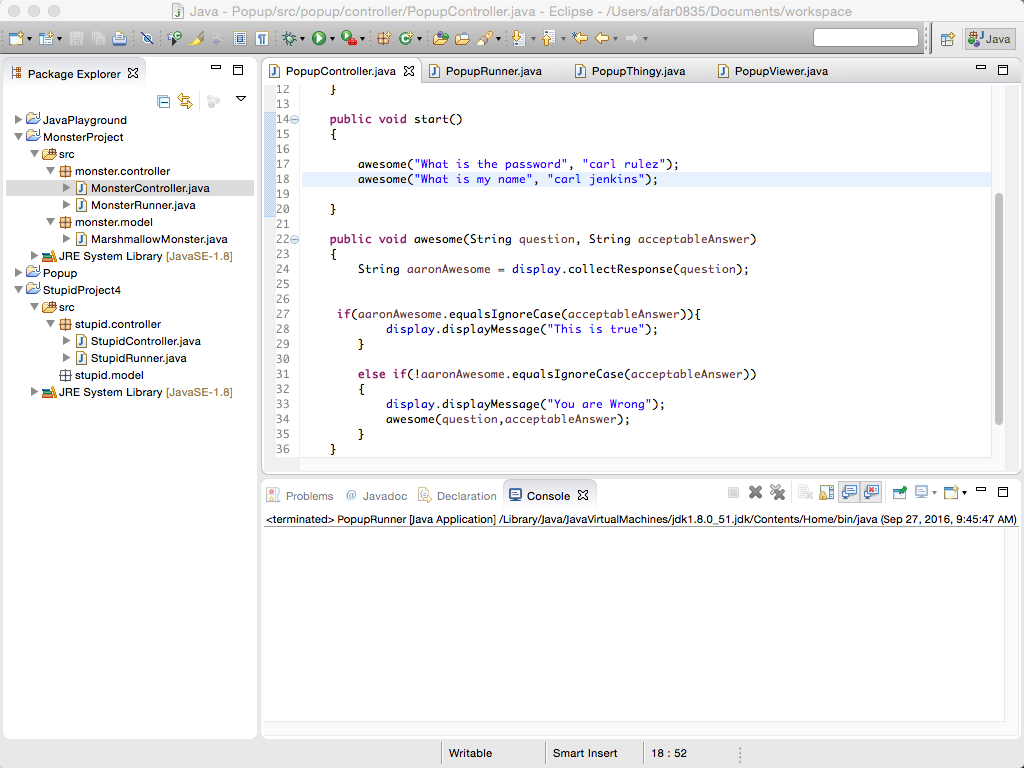 Java - Popup/src/popup/controller/PopupController.java - Eclipse - /Users/afar0835/Documents/workspace
Java
Package Explorer
JavaPlayground
MonsterProject
src
monster.controller
MonsterController.java
MonsterRunner.java
monster.model
MarshmallowMonster.java
JRE System Library [JavaSE-1.8]
Popup
StupidProject4
src
stupid.controller
StupidController.java
StupidRunner.java
stupid.model
JRE System Library [JavaSE-1.8]
PopupController.java PopupRunner.java PopupThingy.java PopupViewer.java
12 }
13
14 public void start()
15 {
16
17 awesome("What is the password", "carl rulez");
18 awesome("What is my name", "carl jenkins");
19
20 }
21
22 public void awesome(String question, String acceptableAnswer)
23 {
24 String aaronAwesome = display.collectResponse(question);
25
26
27 if(aaronAwesome.equalsIgnoreCase(acceptableAnswer)){
28 display.displayMessage("This is true");
29 }
30
31 else if(!aaronAwesome.equalsIgnoreCase(acceptableAnswer))
32 {
33 display.displayMessage("You are Wrong");
34 awesome(question,acceptableAnswer);
35 }
36 }
Problems @ Javadoc Declaration Console
<terminated> PopupRunner [Java Application] /Library/Java/JavaVirtualMachines/jdk1.8.0_51.jdk/Contents/Home/bin/java (Sep 27, 2016, 9:45:47 AM)
Writable Smart Insert 18 : 52